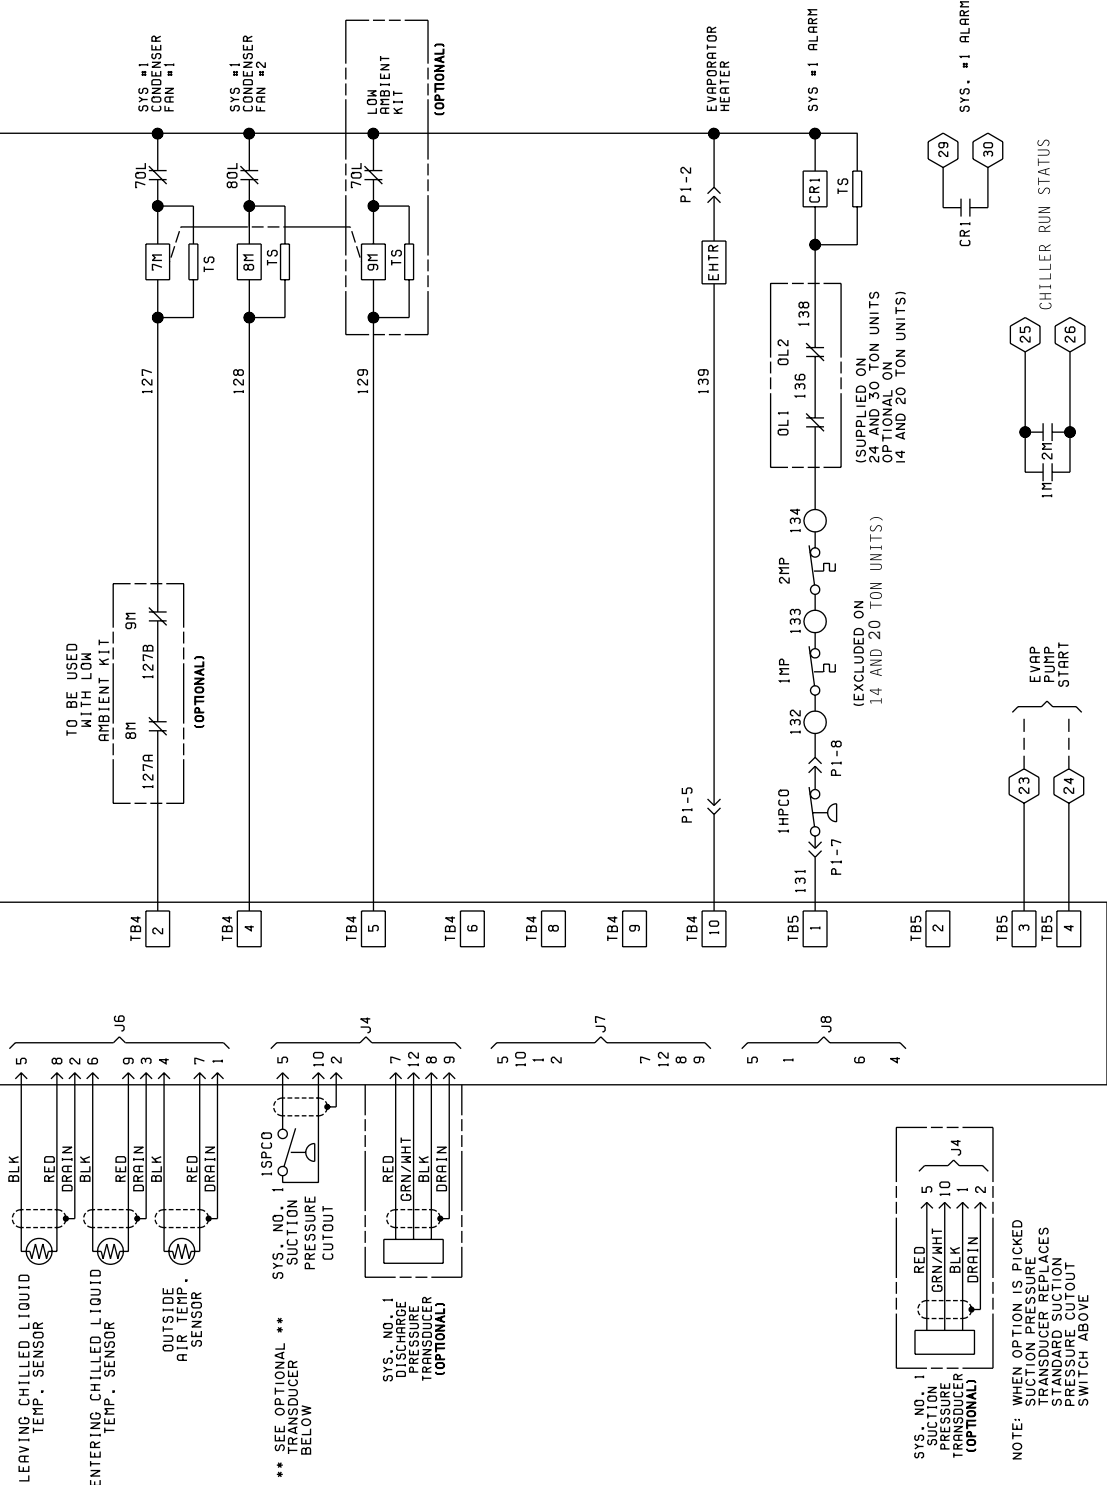 SYS #1
CONDENSER
FAN #1
7OL
7M
TS
127
TO BE USED
WITH LOW
AMBIENT KIT
9M
127B
8M
127A
(OPTIONAL)
TB4
2
SYS #1
CONDENSER
FAN #2
8OL
8M
TS
128
TB4
4
LOW
AMBIENT
KIT
(OPTIONAL)
7OL
9M
TS
129
TB4
5
TB4
6
TB4
8
TB4
9
EVAPORATOR
HEATER
P1-2
EHTR
139
P1-5
TB4
10
SYS #1 ALARM
CR1
TS
138
OL2
136
OL1
(SUPPLIED ON
24 AND 30 TON UNITS
OPTIONAL ON
14 AND 20 TON UNITS)
134
2MP
133
1MP
132
(EXCLUDED ON
14 AND 20 TON UNITS)
P1-8
1HPCO
P1-7
131
TB5
1
TB5
2
SYS. #1 ALARM
29
30
CR1
CHILLER RUN STATUS
25
26
2M
1M
EVAP
PUMP
START
23
24
TB5
3
TB5
4
J6
5
8
2
6
9
3
4
7
1
BLK
RED
DRAIN
BLK
RED
DRAIN
BLK
RED
DRAIN
LEAVING CHILLED LIQUID
TEMP. SENSOR
ENTERING CHILLED LIQUID
TEMP. SENSOR
OUTSIDE
AIR TEMP.
SENSOR
J4
5
10
2
7
12
8
9
1SPCO
SYS. NO. 1
SUCTION
PRESSURE
CUTOUT
** SEE OPTIONAL **
TRANSDUCER
BELOW
RED
GRN/WHT
BLK
DRAIN
SYS. NO. 1
DISCHARGE
PRESSURE
TRANSDUCER
(OPTIONAL)
J7
5
10
1
2
7
12
8
9
J8
5
1
6
4
J4
5
10
1
2
RED
GRN/WHT
BLK
DRAIN
SYS. NO. 1
SUCTION
PRESSURE
TRANSDUCER
(OPTIONAL)
NOTE: WHEN OPTION IS PICKED
SUCTION PRESSURE
TRANSDUCER REPLACES
STANDARD SUCTION
PRESSURE CUTOUT
SWITCH ABOVE